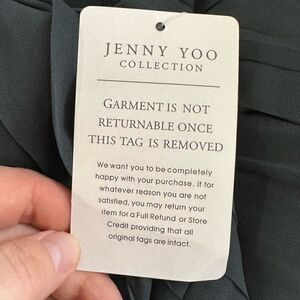 JENNY YOO
COLLECTION
GARMENT IS NOT
RETURNABLE ONCE
THIS TAG IS REMOVED
We want you to be completely
happy with your purchase. If for
whatever reason you are not
satisfied, you may return your
item for a Full Refund or Store
Credit providing that all
original tags are intact.